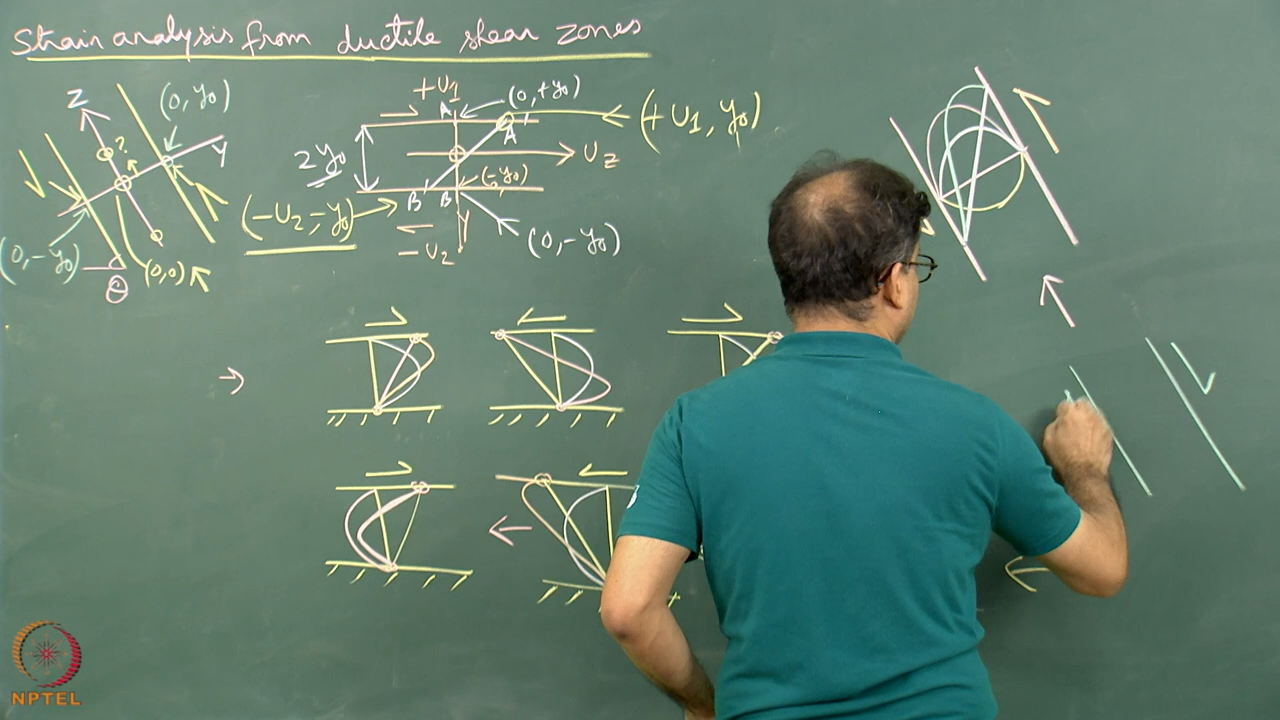 Strain analysis from ductile shear zones
Z
(0, y₀)
?
Y
(0, -y₀)
(0,0)
θ
+U1
A
(0, +y₀)
A'
(+U1, y₀)
2y₀
Uz
(-U2, -y₀)
B'
B
Y
(0, -y₀)
-U2
NPTEL